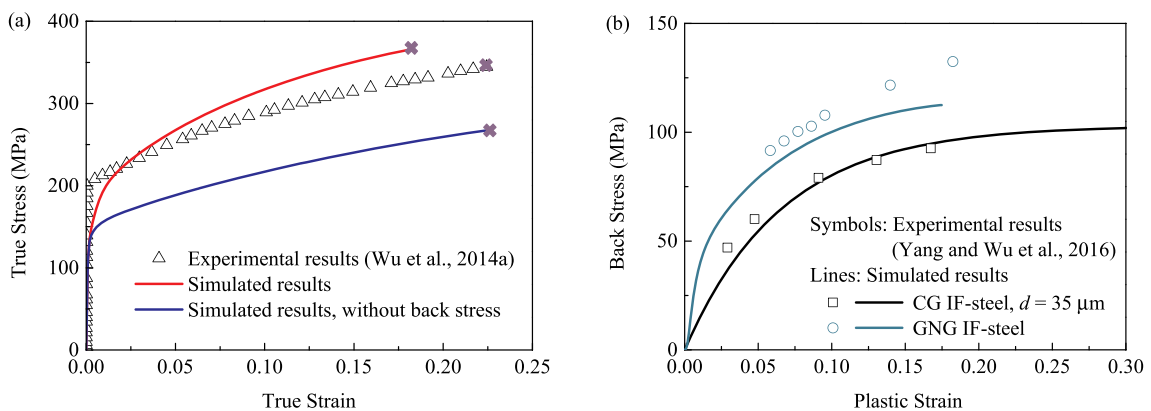 (a)
400
300
200
100
0
True Stress (MPa)
Experimental results (Wu et al., 2014a)
Simulated results
Simulated results, without back stress
0.00 0.05 0.10 0.15 0.20 0.25
True Strain
(b)
150
100
50
0
Back Stress (MPa)
Symbols: Experimental results
(Yang and Wu et al., 2016)
Lines: Simulated results
CG IF-steel, d = 35 μm
GNG IF-steel
0.00 0.05 0.10 0.15 0.20 0.25 0.30
Plastic Strain